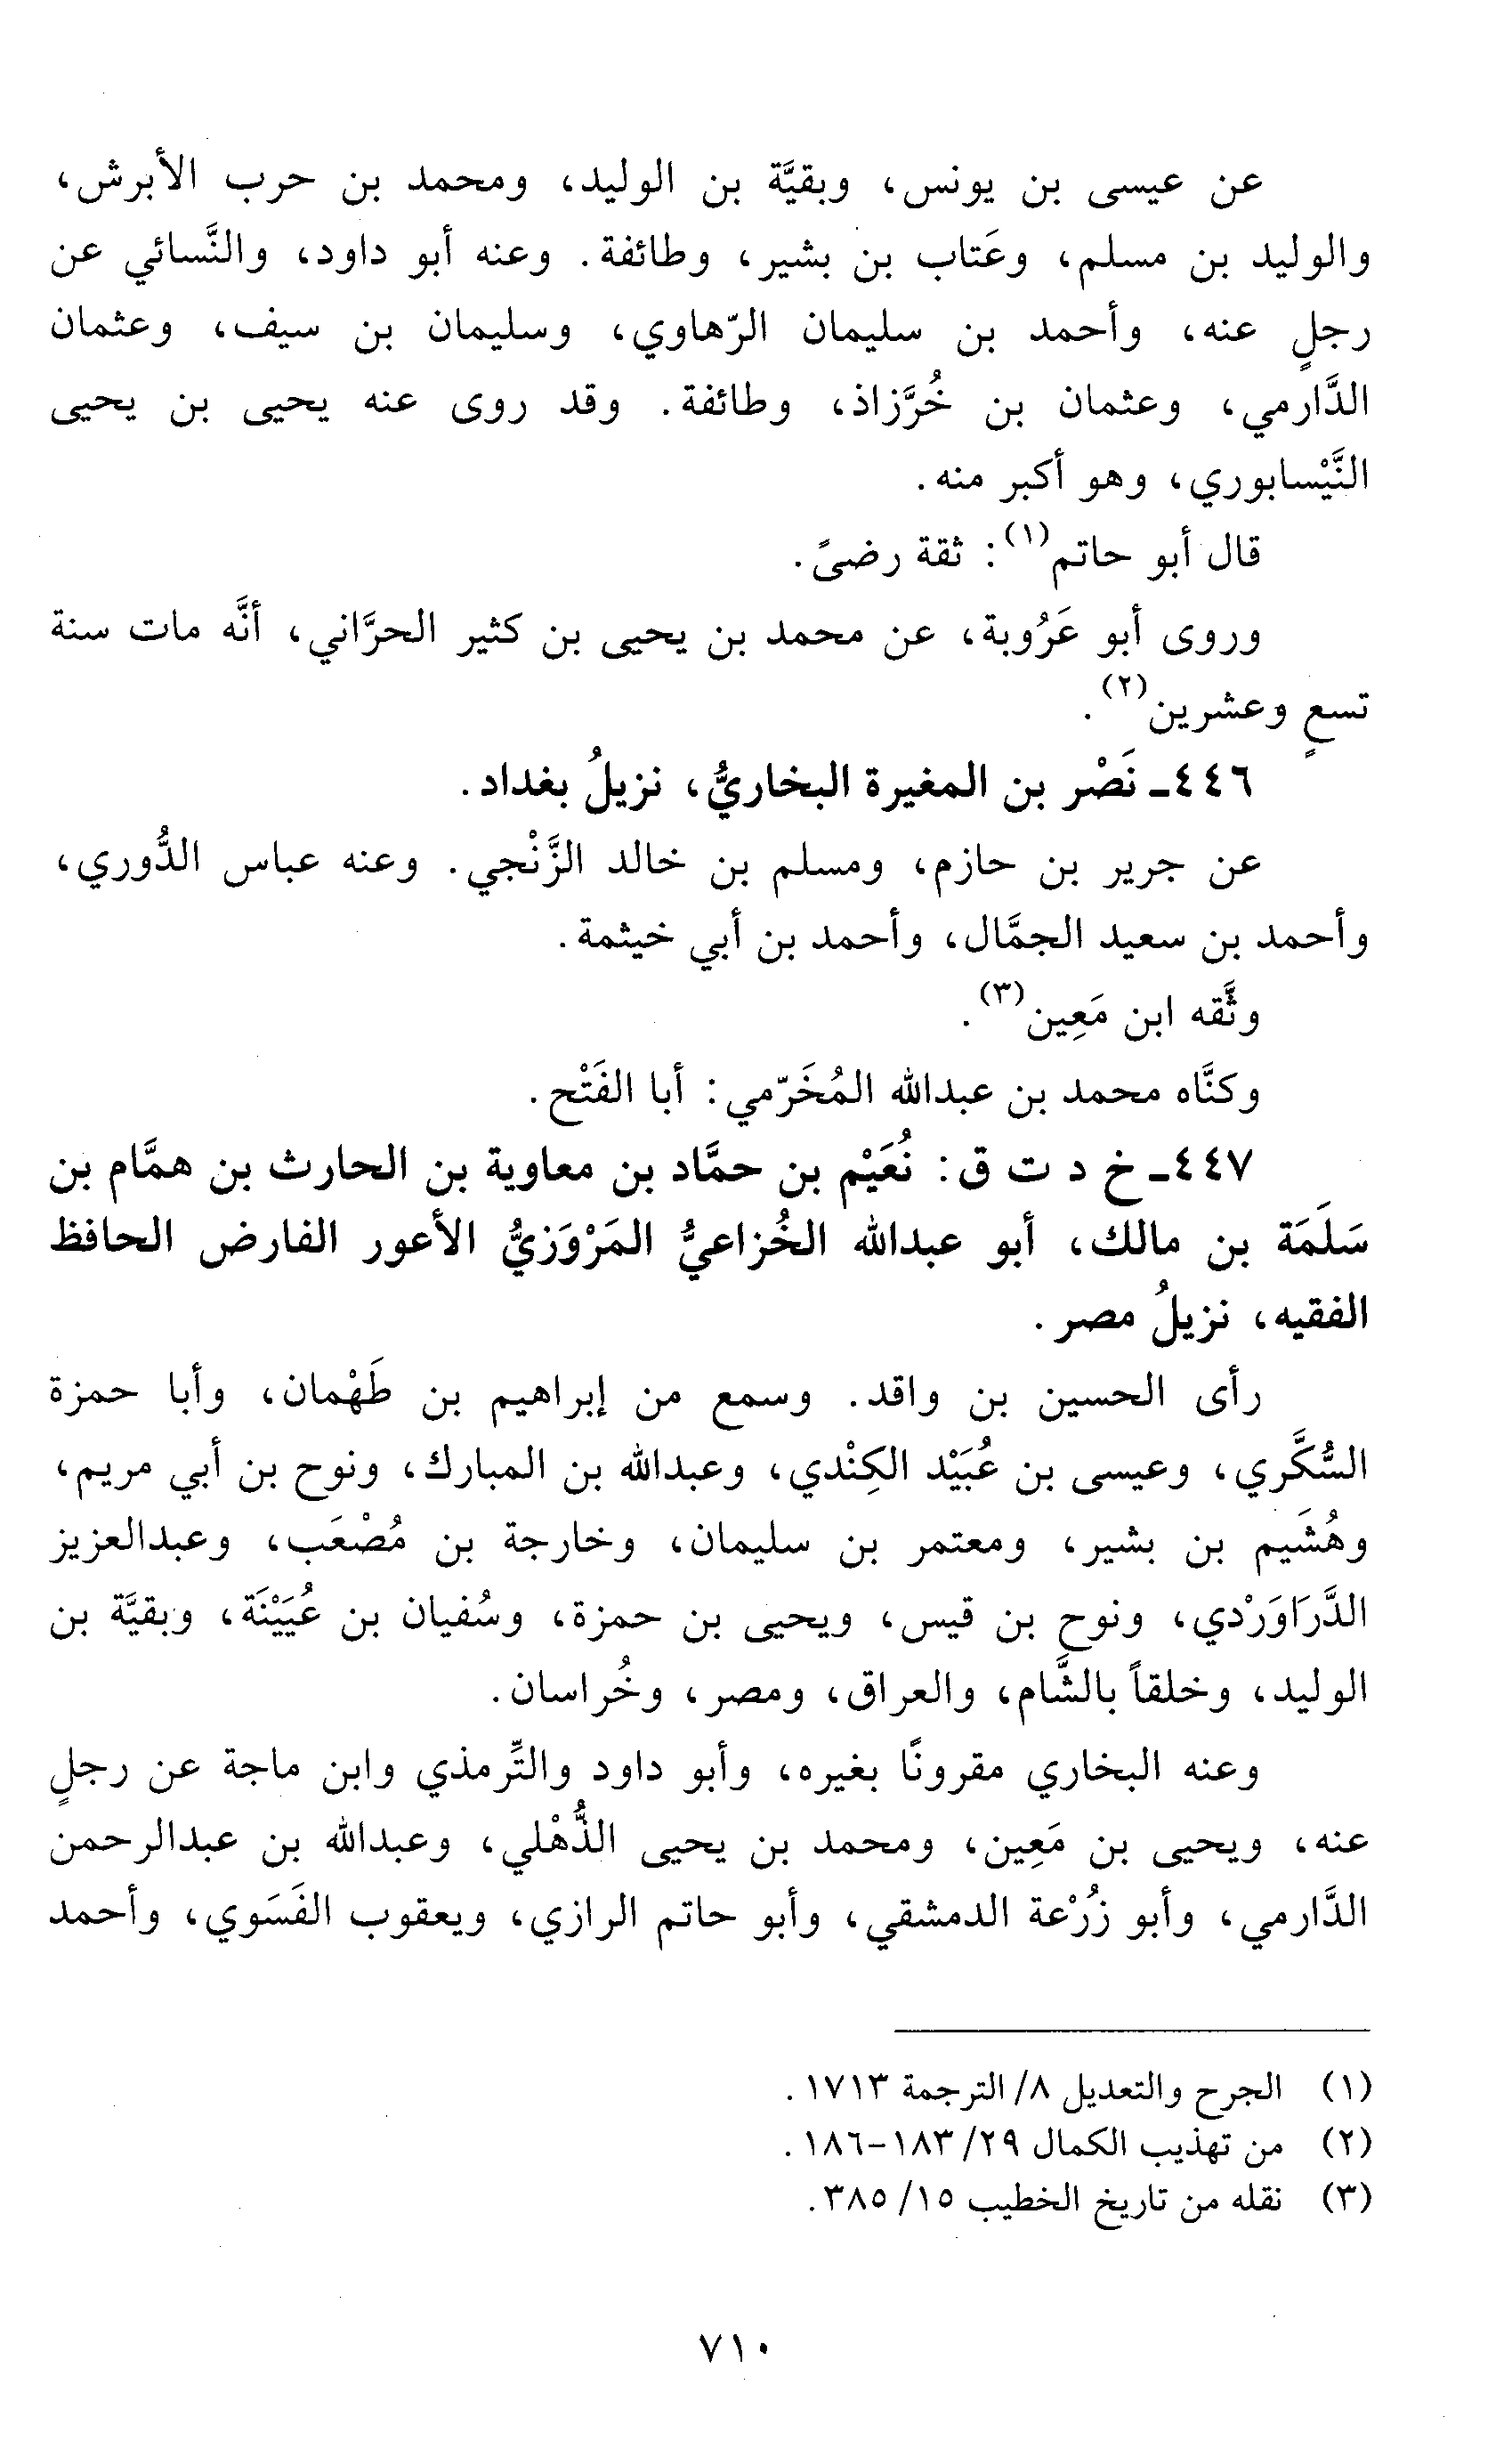 عن عيسى بن يونس، وبقيَّة بن الوليد، ومحمد بن حرب الأبرش،
والوليد بن مسلم، وعَتاب بن بشير، وطائفة. وعنه أبو داود، والنَّسائي عن
رجلٍ عنه، وأحمد بن سليمان الرّهاوي، وسليمان بن سيف، وعثمان
الدَّارمي، وعثمان بن خُرَّزاذ، وطائفة. وقد روى عنه يحيى بن يحيى
النَّيْسابوري، وهو أكبر منه.
قال أبو حاتم(١): ثقة رضىً.
وروى أبو عَرُوبة، عن محمد بن يحيى بن كثير الحرَّاني، أنَّه مات سنة
تسعٍ وعشرين(٢).
٤٤٦ـ نَصْر بن المغيرة البخاريُّ، نزيلُ بغداد.
عن جرير بن حازم، ومسلم بن خالد الزَّنْجي. وعنه عباس الدُّوري،
وأحمد بن سعيد الجمَّال، وأحمد بن أبي خيثمة.
وثَّقه ابن مَعِين(٣).
وكنَّاه محمد بن عبدالله المُخَرّمي: أبا الفَتْح.
٤٤٧ـ خ د ت ق: نُعَيْم بن حمَّاد بن معاوية بن الحارث بن همَّام بن
سَلَمَة بن مالك، أبو عبدالله الخُزاعيُّ المَرْوَزيُّ الأعور الفارض الحافظ
الفقيه، نزيلُ مصر.
رأى الحسين بن واقد. وسمع من إبراهيم بن طَهْمان، وأبا حمزة
السُّكَّري، وعيسى بن عُبَيْد الكِنْدي، وعبدالله بن المبارك، ونوح بن أبي مريم،
وهُشَيم بن بشير، ومعتمر بن سليمان، وخارجة بن مُصْعَب، وعبدالعزيز
الدَّرَاوَرْدي، ونوح بن قيس، ويحيى بن حمزة، وسُفيان بن عُيَيْنَة، وبقيَّة بن
الوليد، وخلقاً بالشَّام، والعراق، ومصر، وخُراسان.
وعنه البخاري مقرونًا بغيره، وأبو داود والتِّرمذي وابن ماجة عن رجلٍ
عنه، ويحيى بن مَعِين، ومحمد بن يحيى الذُّهْلي، وعبدالله بن عبدالرحمن
الدَّارمي، وأبو زُرْعة الدمشقي، وأبو حاتم الرازي، ويعقوب الفَسَوي، وأحمد
(١) الجرح والتعديل ٨/ الترجمة ١٧١٣.
(٢) من تهذيب الكمال ٢٩/ ١٨٣-١٨٦.
(٣) نقله من تاريخ الخطيب ١٥/ ٣٨٥.
٧١٠